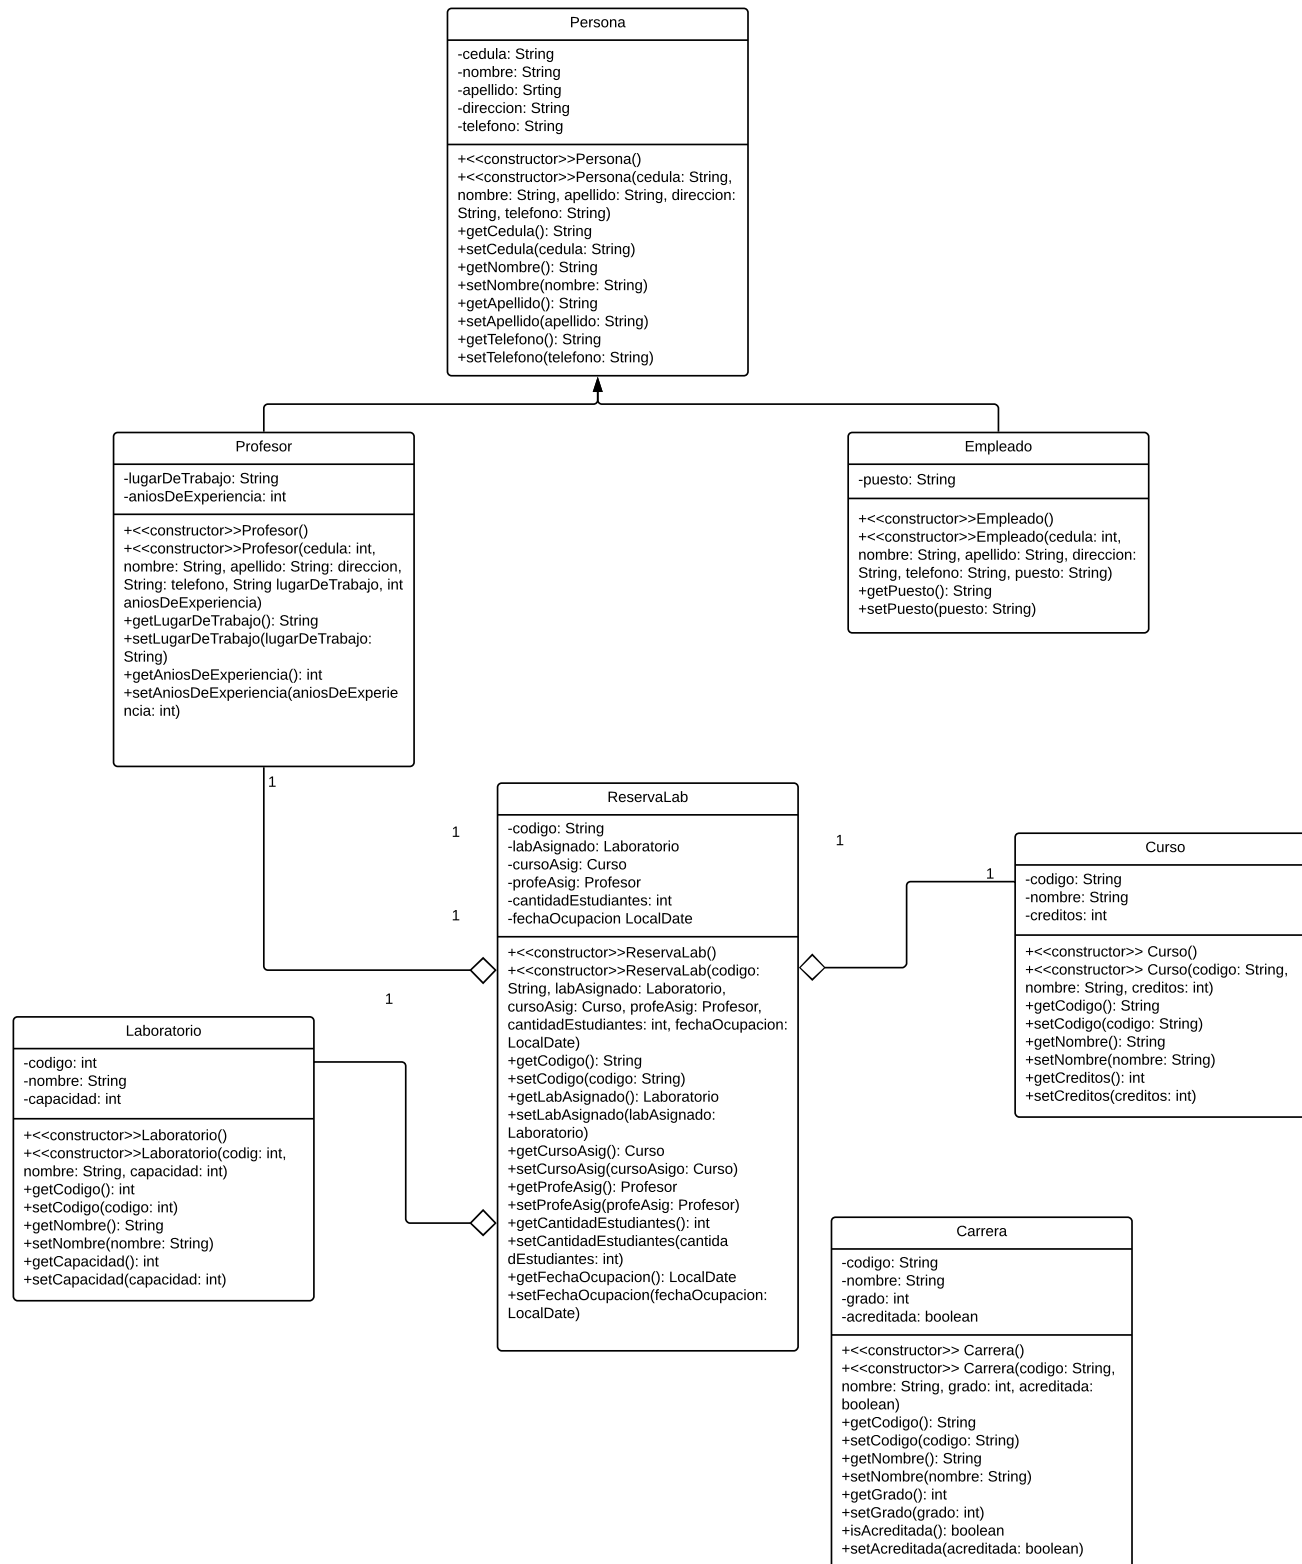 Persona
-cedula: String
-nombre: String
-apellido: Srting
-direccion: String
-telefono: String
+<<constructor>>Persona()
+<<constructor>>Persona(cedula: String,
nombre: String, apellido: String, direccion:
String, telefono: String)
+getCedula(): String
+setCedula(cedula: String)
+getNombre(): String
+setNombre(nombre: String)
+getApellido(): String
+setApellido(apellido: String)
+getTelefono(): String
+setTelefono(telefono: String)
Profesor
-lugarDeTrabajo: String
-aniosDeExperiencia: int
+<<constructor>>Profesor()
+<<constructor>>Profesor(cedula: int,
nombre: String, apellido: String: direccion,
String: telefono, String lugarDeTrabajo, int
aniosDeExperiencia)
+getLugarDeTrabajo(): String
+setLugarDeTrabajo(lugarDeTrabajo:
String)
+getAniosDeExperiencia(): int
+setAniosDeExperiencia(aniosDeExperie
ncia: int)
Empleado
-puesto: String
+<<constructor>>Empleado()
+<<constructor>>Empleado(cedula: int,
nombre: String, apellido: String, direccion:
String, telefono: String, puesto: String)
+getPuesto(): String
+setPuesto(puesto: String)
1
1
1
1
1
1
ReservaLab
-codigo: String
-labAsignado: Laboratorio
-cursoAsig: Curso
-profeAsig: Profesor
-cantidadEstudiantes: int
-fechaOcupacion LocalDate
+<<constructor>>ReservaLab()
+<<constructor>>ReservaLab(codigo:
String, labAsignado: Laboratorio,
cursoAsig: Curso, profeAsig: Profesor,
cantidadEstudiantes: int, fechaOcupacion:
LocalDate)
+getCodigo(): String
+setCodigo(codigo: String)
+getLabAsignado(): Laboratorio
+setLabAsignado(labAsignado:
Laboratorio)
+getCursoAsig(): Curso
+setCursoAsig(cursoAsigo: Curso)
+getProfeAsig(): Profesor
+setProfeAsig(profeAsig: Profesor)
+getCantidadEstudiantes(): int
+setCantidadEstudiantes(cantida
dEstudiantes: int)
+getFechaOcupacion(): LocalDate
+setFechaOcupacion(fechaOcupacion:
LocalDate)
Curso
-codigo: String
-nombre: String
-creditos: int
+<<constructor>> Curso()
+<<constructor>> Curso(codigo: String,
nombre: String, creditos: int)
+getCodigo(): String
+setCodigo(codigo: String)
+getNombre(): String
+setNombre(nombre: String)
+getCreditos(): int
+setCreditos(creditos: int)
Laboratorio
-codigo: int
-nombre: String
-capacidad: int
+<<constructor>>Laboratorio()
+<<constructor>>Laboratorio(codig: int,
nombre: String, capacidad: int)
+getCodigo(): int
+setCodigo(codigo: int)
+getNombre(): String
+setNombre(nombre: String)
+getCapacidad(): int
+setCapacidad(capacidad: int)
Carrera
-codigo: String
-nombre: String
-grado: int
-acreditada: boolean
+<<constructor>> Carrera()
+<<constructor>> Carrera(codigo: String,
nombre: String, grado: int, acreditada:
boolean)
+getCodigo(): String
+setCodigo(codigo: String)
+getNombre(): String
+setNombre(nombre: String)
+getGrado(): int
+setGrado(grado: int)
+isAcreditada(): boolean
+setAcreditada(acreditada: boolean)